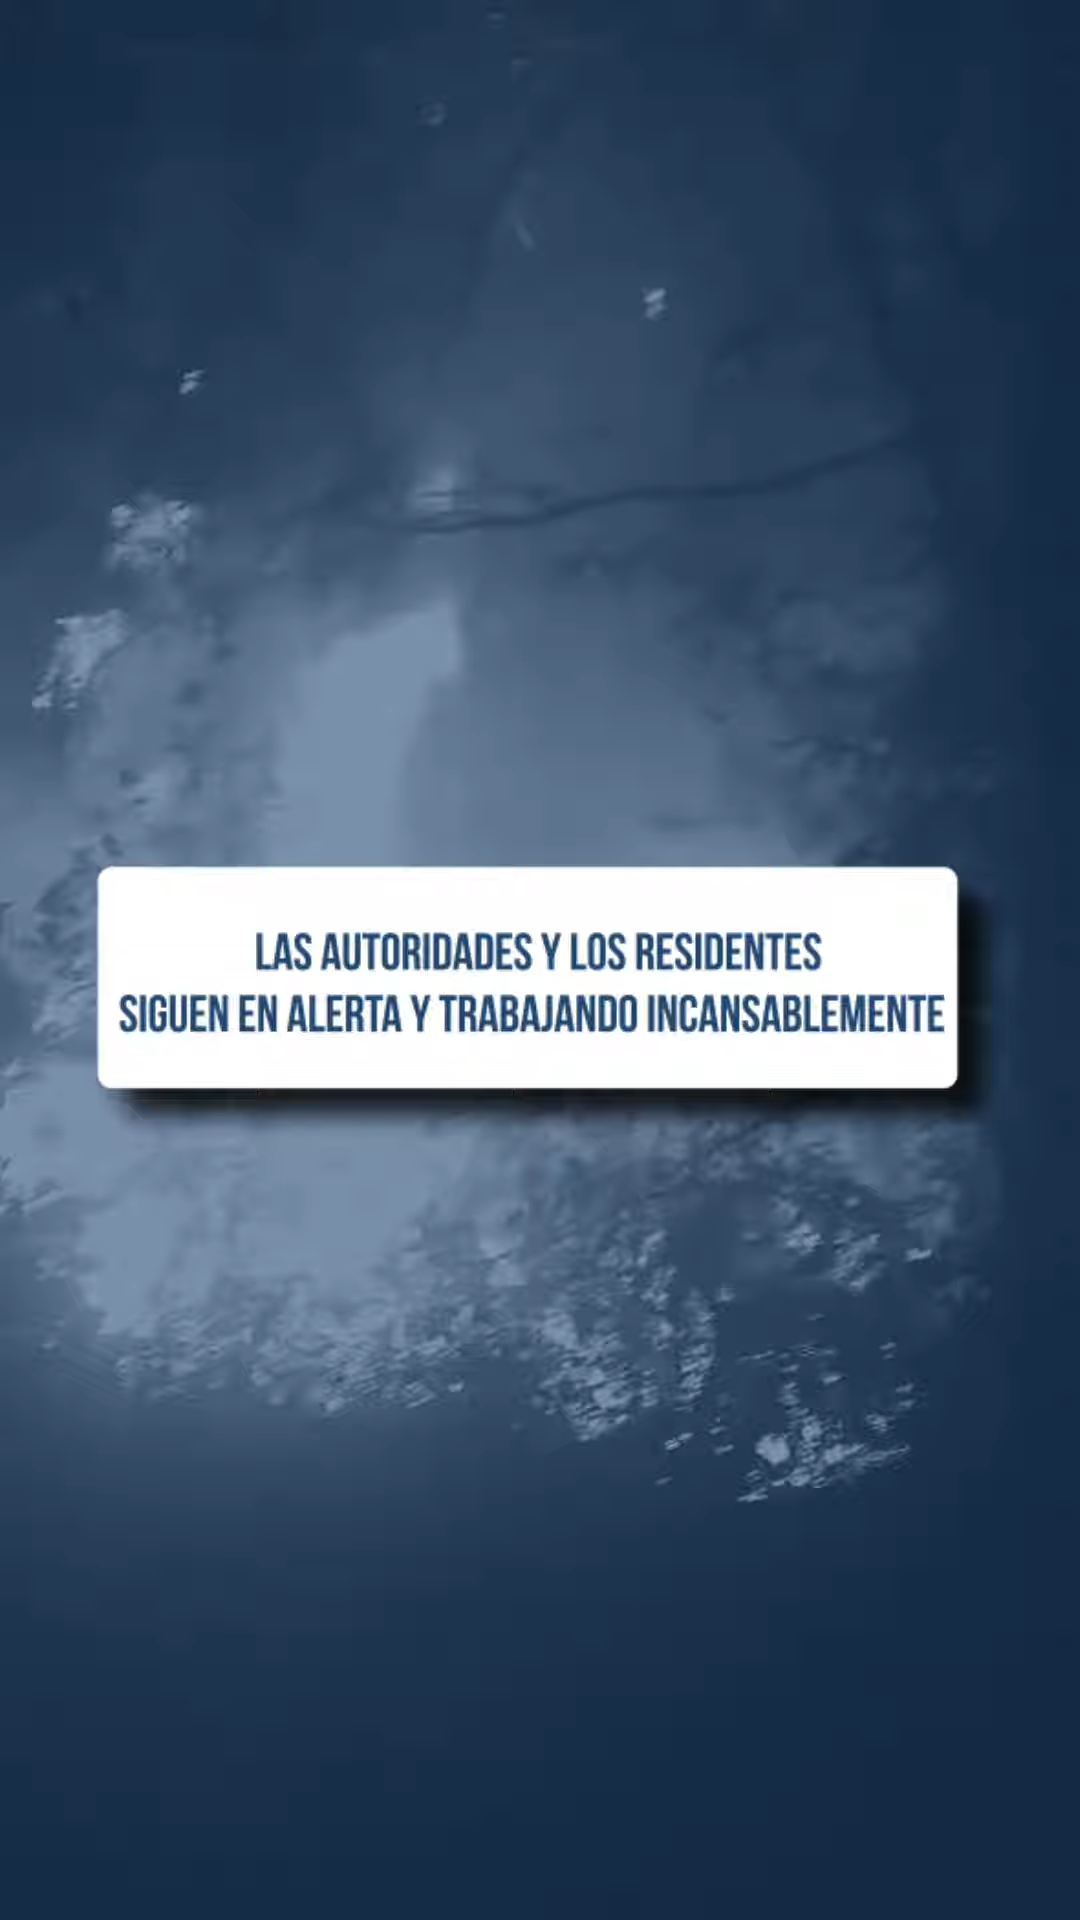 LAS AUTORIDADES Y LOS RESIDENTES
SIGUEN EN ALERTA Y TRABAJANDO INCANSABLEMENTE